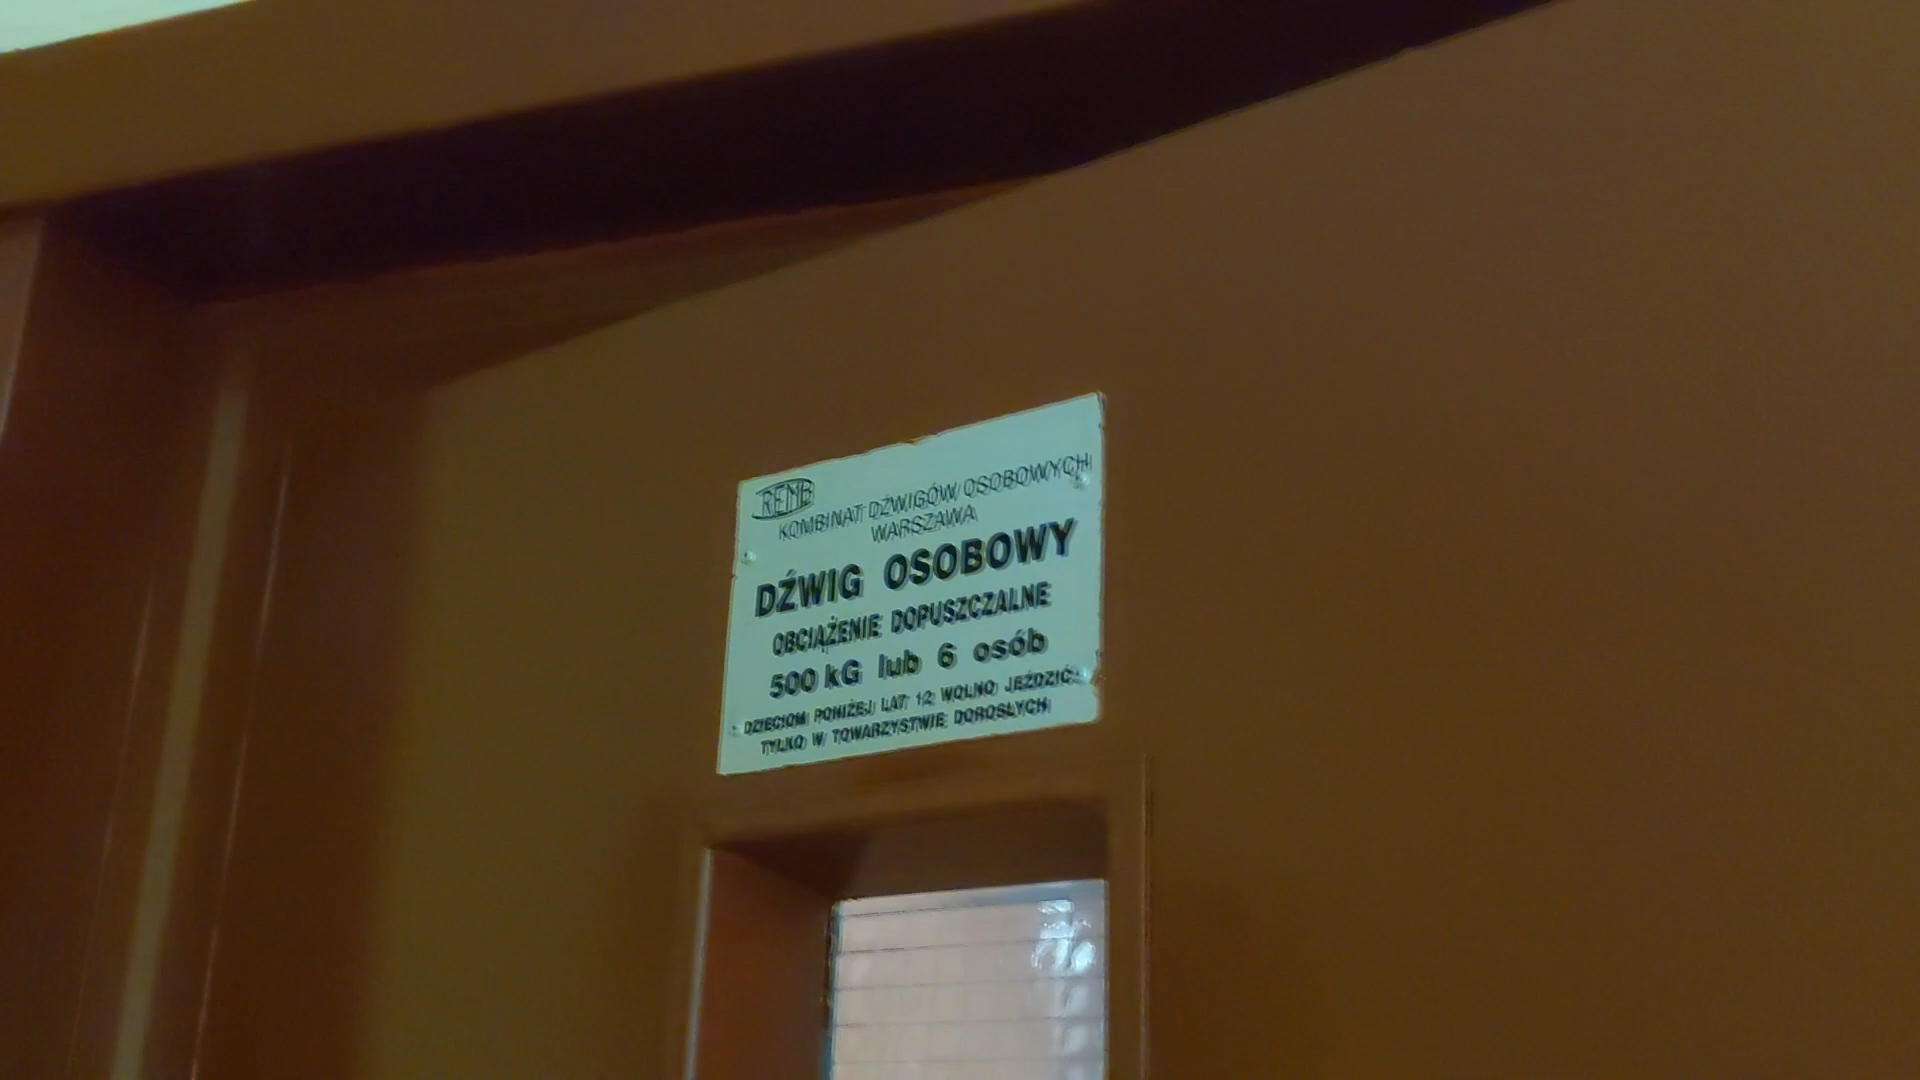 REMB
KOMBINAT DŹWIGÓW OSOBOWYCH
WARSZAWA
DŹWIG OSOBOWY
OBCIĄŻENIE DOPUSZCZALNE
500 kG lub 6 osób
DZIECIOM PONIŻEJ LAT 12 WOLNO JEŹDZIĆ
TYLKO W TOWARZYSTWIE DOROSŁYCH